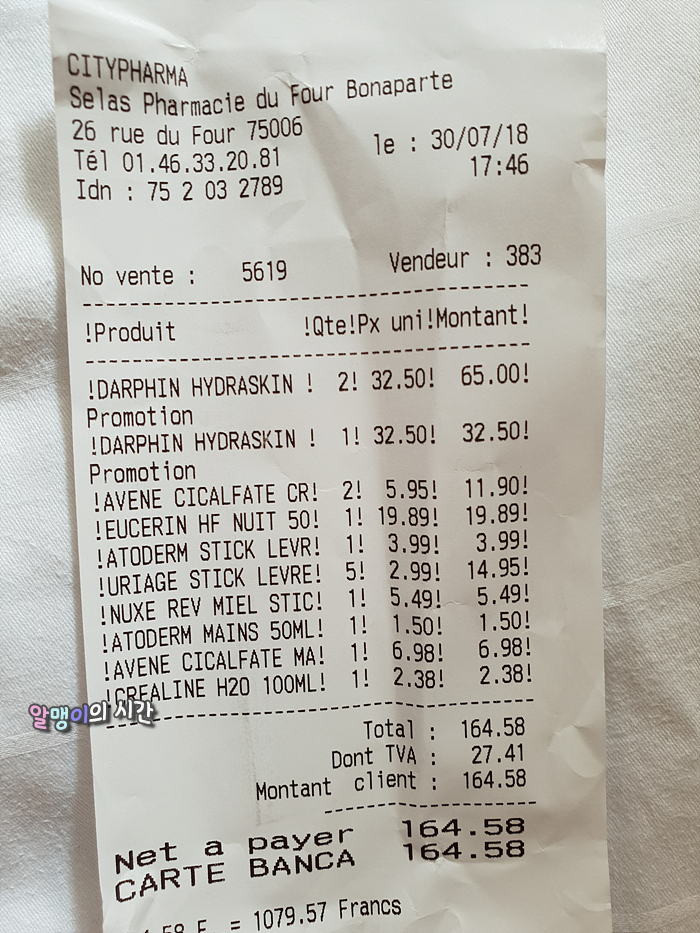 CITYPHARMA
Selas Pharmacie du Four Bonaparte
26 rue du Four 75006
Tél 01.46.33.20.81
le : 30/07/18
Idn : 75 2 03 2789
17:46
No vente : 5619 Vendeur : 383
!Produit !Qte!Px uni!Montant!
!DARPHIN HYDRASKIN ! 2! 32.50! 65.00!
Promotion
!DARPHIN HYDRASKIN ! 1! 32.50! 32.50!
Promotion
!AVENE CICALFATE CR! 2! 5.95! 11.90!
!EUCERIN HF NUIT 50! 1! 19.89! 19.89!
!ATODERM STICK LEVR! 1! 3.99! 3.99!
!URIAGE STICK LEVRE! 5! 2.99! 14.95!
!NUXE REV MIEL STIC! 1! 5.49! 5.49!
!ATODERM MAINS 50ML! 1! 1.50! 1.50!
!AVENE CICALFATE MA! 1! 6.98! 6.98!
!CREALINE H2O 100ML! 1! 2.38! 2.38!
알맹이의 시간
Total : 164.58
Dont TVA : 27.41
Montant client : 164.58
Net a payer 164.58
CARTE BANCA 164.58
.58 F = 1079.57 Francs